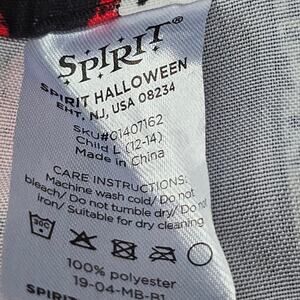 SPIRIT®
SPIRIT HALLOWEEN
EHT, NJ, USA 08234
SKU#01407162
Child L (12-14)
Made in China
CARE INSTRUCTIONS:
Machine wash cold/ Do not
bleach/ Do not tumble dry/ Do not
iron/ Suitable for dry cleaning
30C
100% polyester
19-04-MB-B1
SPIRIT